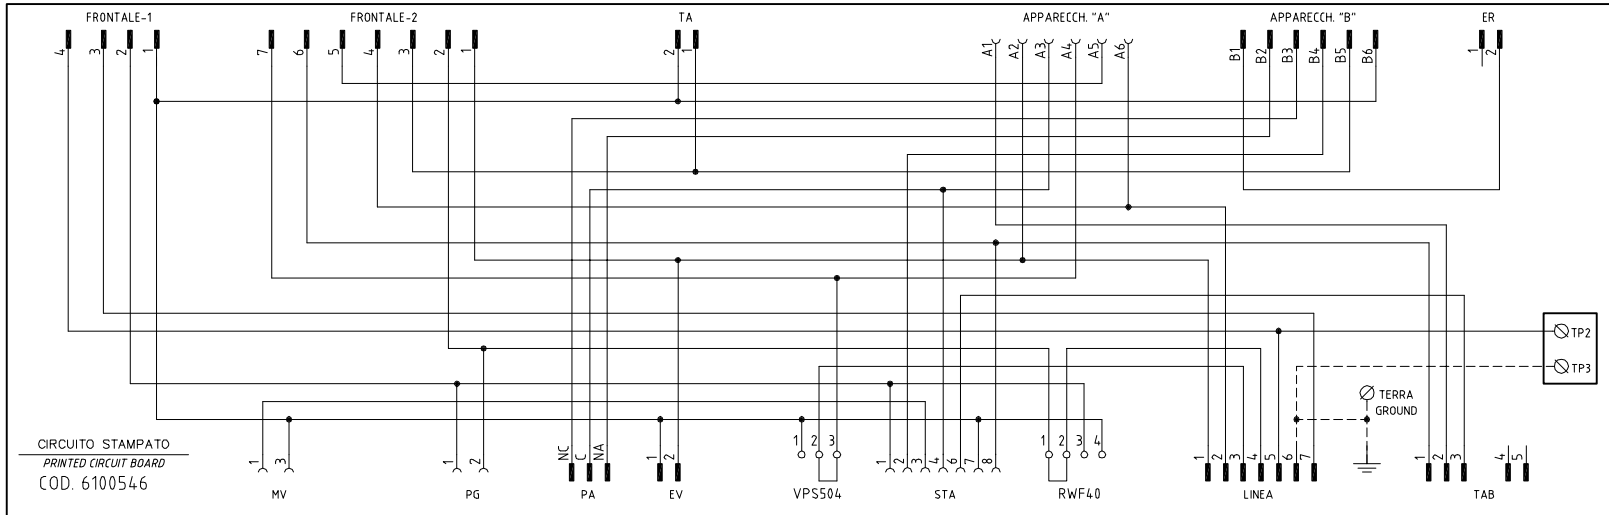 FRONTALE-1
FRONTALE-2
TA
APPARECCH. "A"
APPARECCH. "B"
ER
4 3 2 1
7 6 5 4 3 2 1
2 1
A1 A2 A3 A4 A5 A6
B1 B2 B3 B4 B5 B6
1 2
TP2
TP3
TERRA
GROUND
CIRCUITO STAMPATO
PRINTED CIRCUIT BOARD
COD. 6100546
1 3
1 2
NC C NA
1 2
1 2 3
1 2 3 4 6 7 8
1 2 3 4
1 2 3 4 5 6 7
1 2 3 4 5
MV
PG
PA
EV
VPS504
STA
RWF40
LINEA
TAB